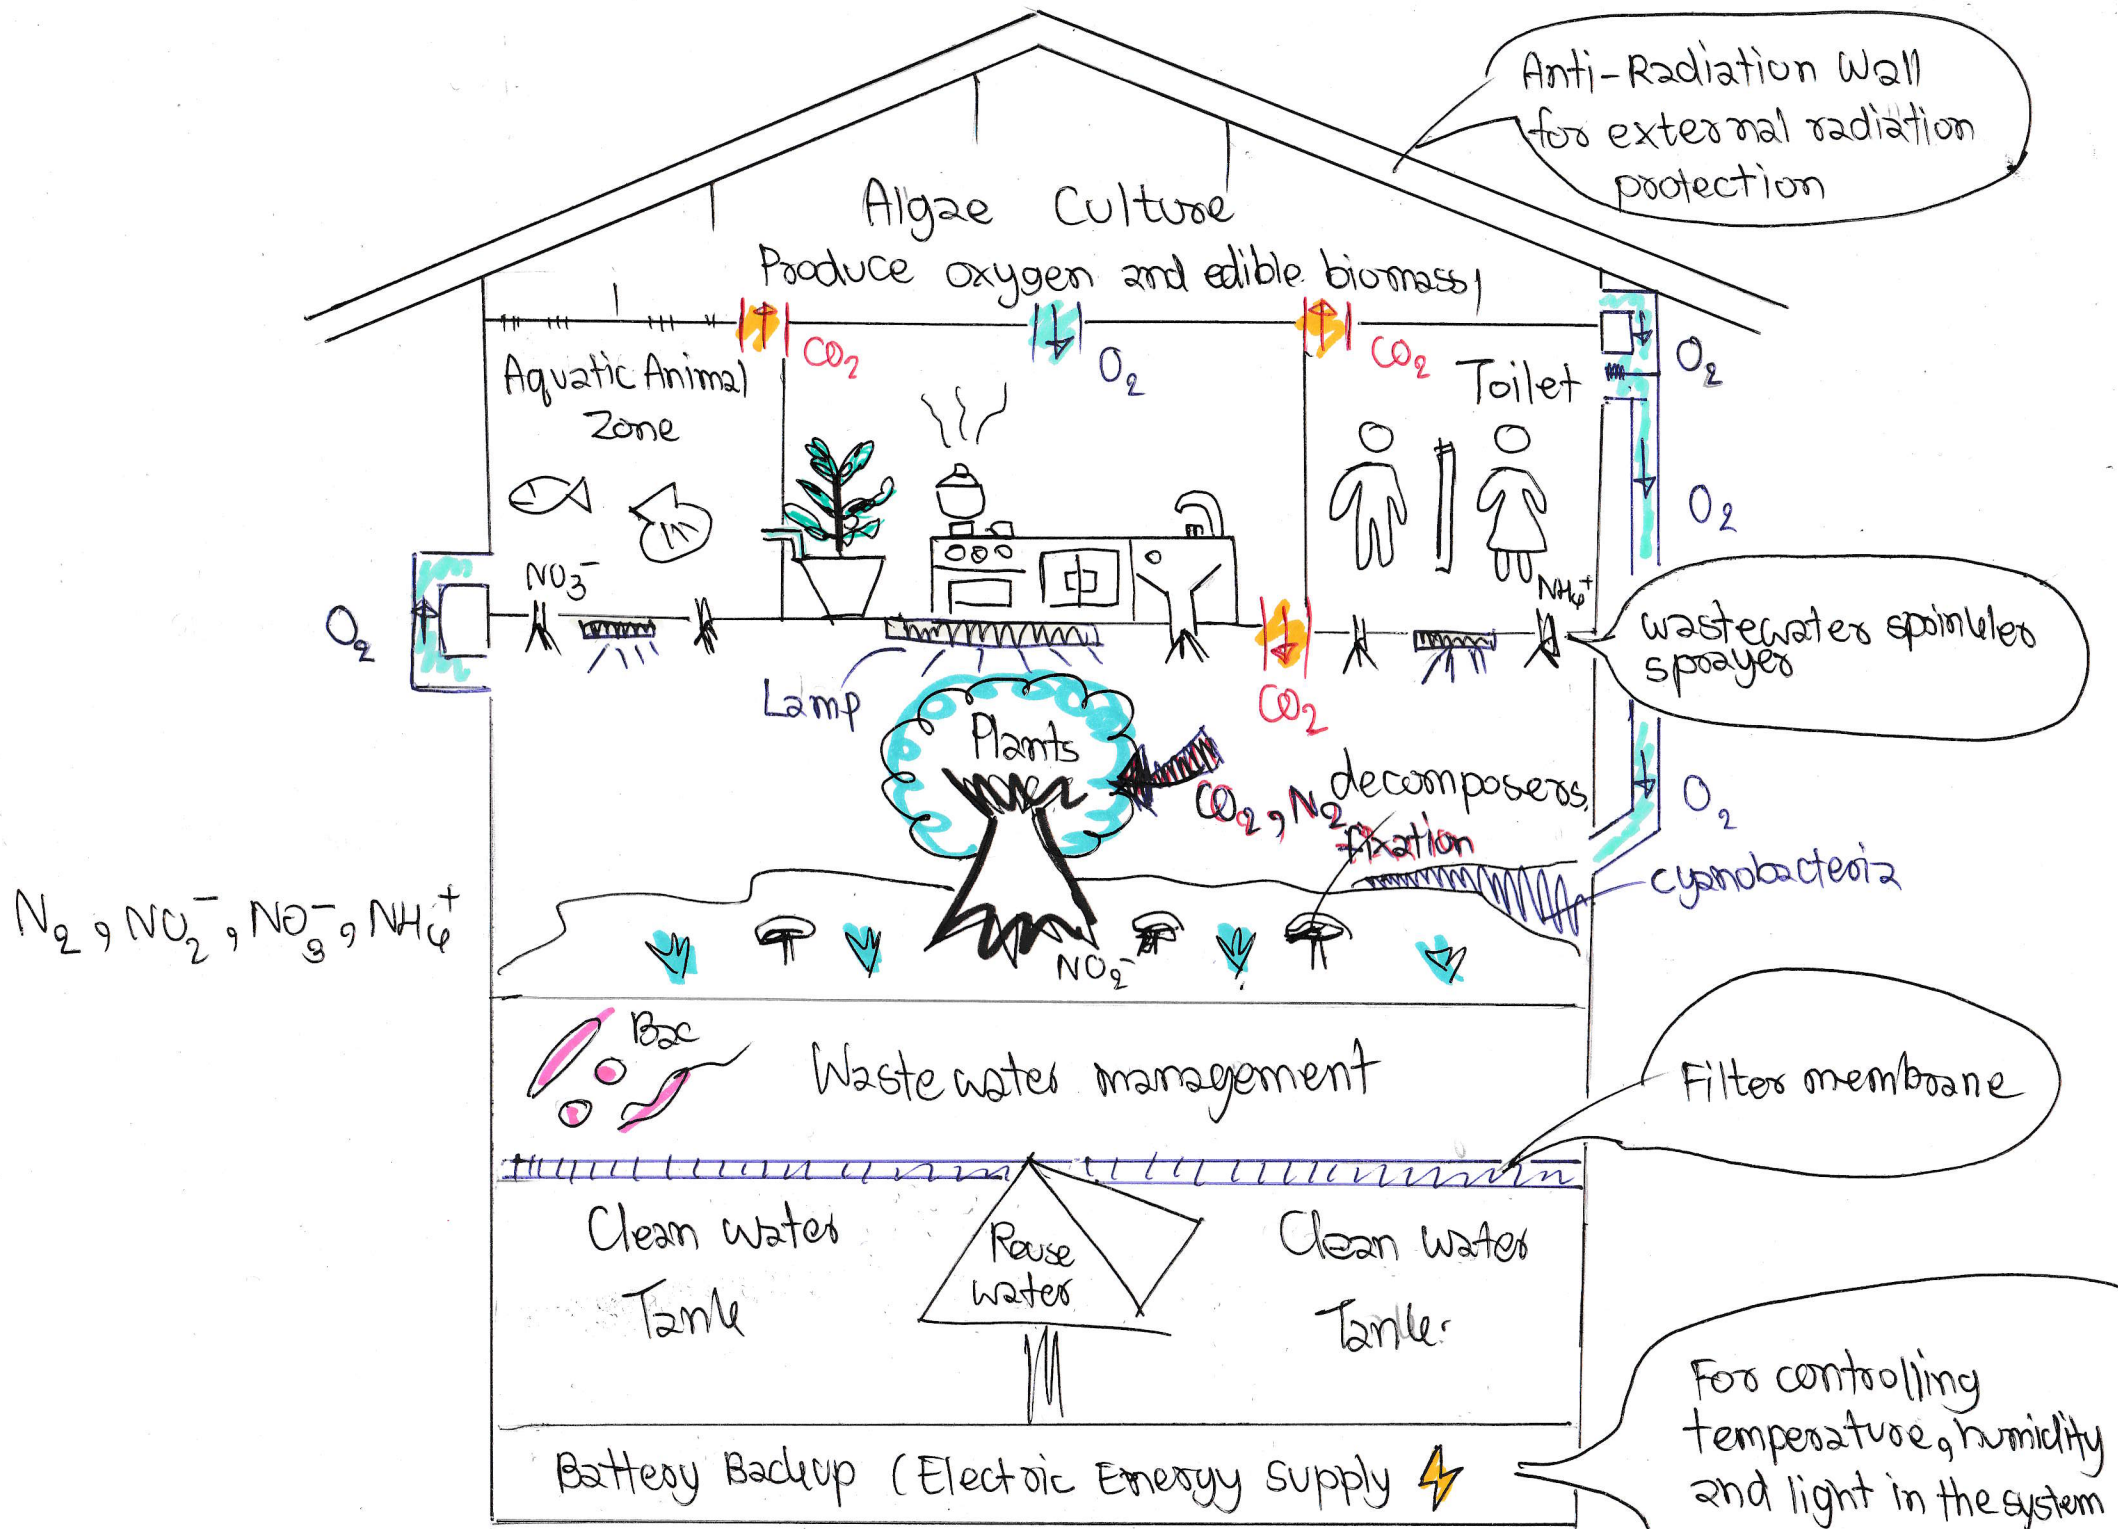 Anti-Radiation Wall
for external radiation
protection
Algae Culture
Produce oxygen and edible biomass
CO2
O2
CO2
O2
Aquatic Animal
Zone
Toilet
O2
NO3-
NH4+
O2
wastewater sprinkler
sprayer
Lamp
CO2
Plants
CO2, N2
fixation
decomposers
O2
cyanobacteria
N2, NO2-, NO3-, NH4+
NO2-
Bac
Waste water management
Filter membrane
Clean water
Tank
Reuse
water
Clean water
Tank
For controlling
temperature, humidity
and light in the system
Battery Backup (Electric Energy supply